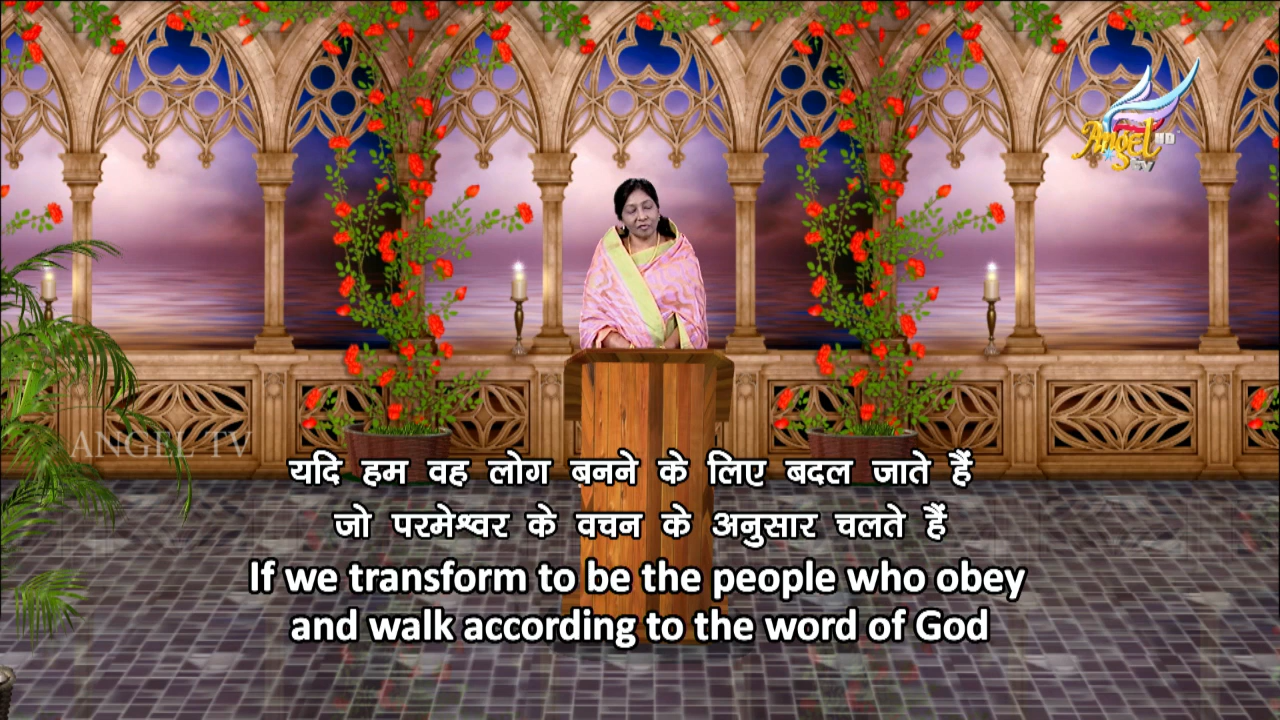 Angel HD
TV
ANGEL TV
यदि हम वह लोग बनने के लिए बदल जाते हैं
जो परमेश्वर के वचन के अनुसार चलते हैं
If we transform to be the people who obey
and walk according to the word of God